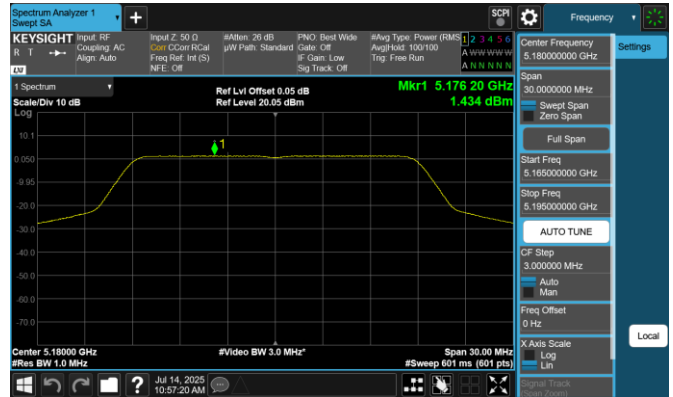 Spectrum Analyzer 1
Swept SA
+
SCPI
Frequency
KEYSIGHT
R T
LXI
Input: RF
Coupling: AC
Align: Auto
Input Z: 50 Ω
Corr CCorr RCal
Freq Ref: Int (S)
NFE: Off
#Atten: 26 dB
µW Path: Standard
PNO: Best Wide
Gate: Off
IF Gain: Low
Sig Track: Off
#Avg Type: Power (RMS
Avg|Hold: 100/100
Trig: Free Run
1 2 3 4 5 6
A W W W W W
A N N N N N
1 Spectrum
Scale/Div 10 dB
Log
Ref Lvl Offset 0.05 dB
Ref Level 20.05 dBm
Mkr1 5.176 20 GHz
1.434 dBm
10.1
0.050
-9.95
-20.0
-30.0
-40.0
-50.0
-60.0
-70.0
1
Center 5.18000 GHz
#Res BW 1.0 MHz
#Video BW 3.0 MHz*
Span 30.00 MHz
#Sweep 601 ms (601 pts)
?
Jul 14, 2025
10:57:20 AM
Center Frequency
5.180000000 GHz
Span
30.0000000 MHz
Swept Span
Zero Span
Full Span
Start Freq
5.165000000 GHz
Stop Freq
5.195000000 GHz
AUTO TUNE
CF Step
3.000000 MHz
Auto
Man
Freq Offset
0 Hz
X Axis Scale
Log
Lin
Signal Track
(Span Zoom)
Settings
Local